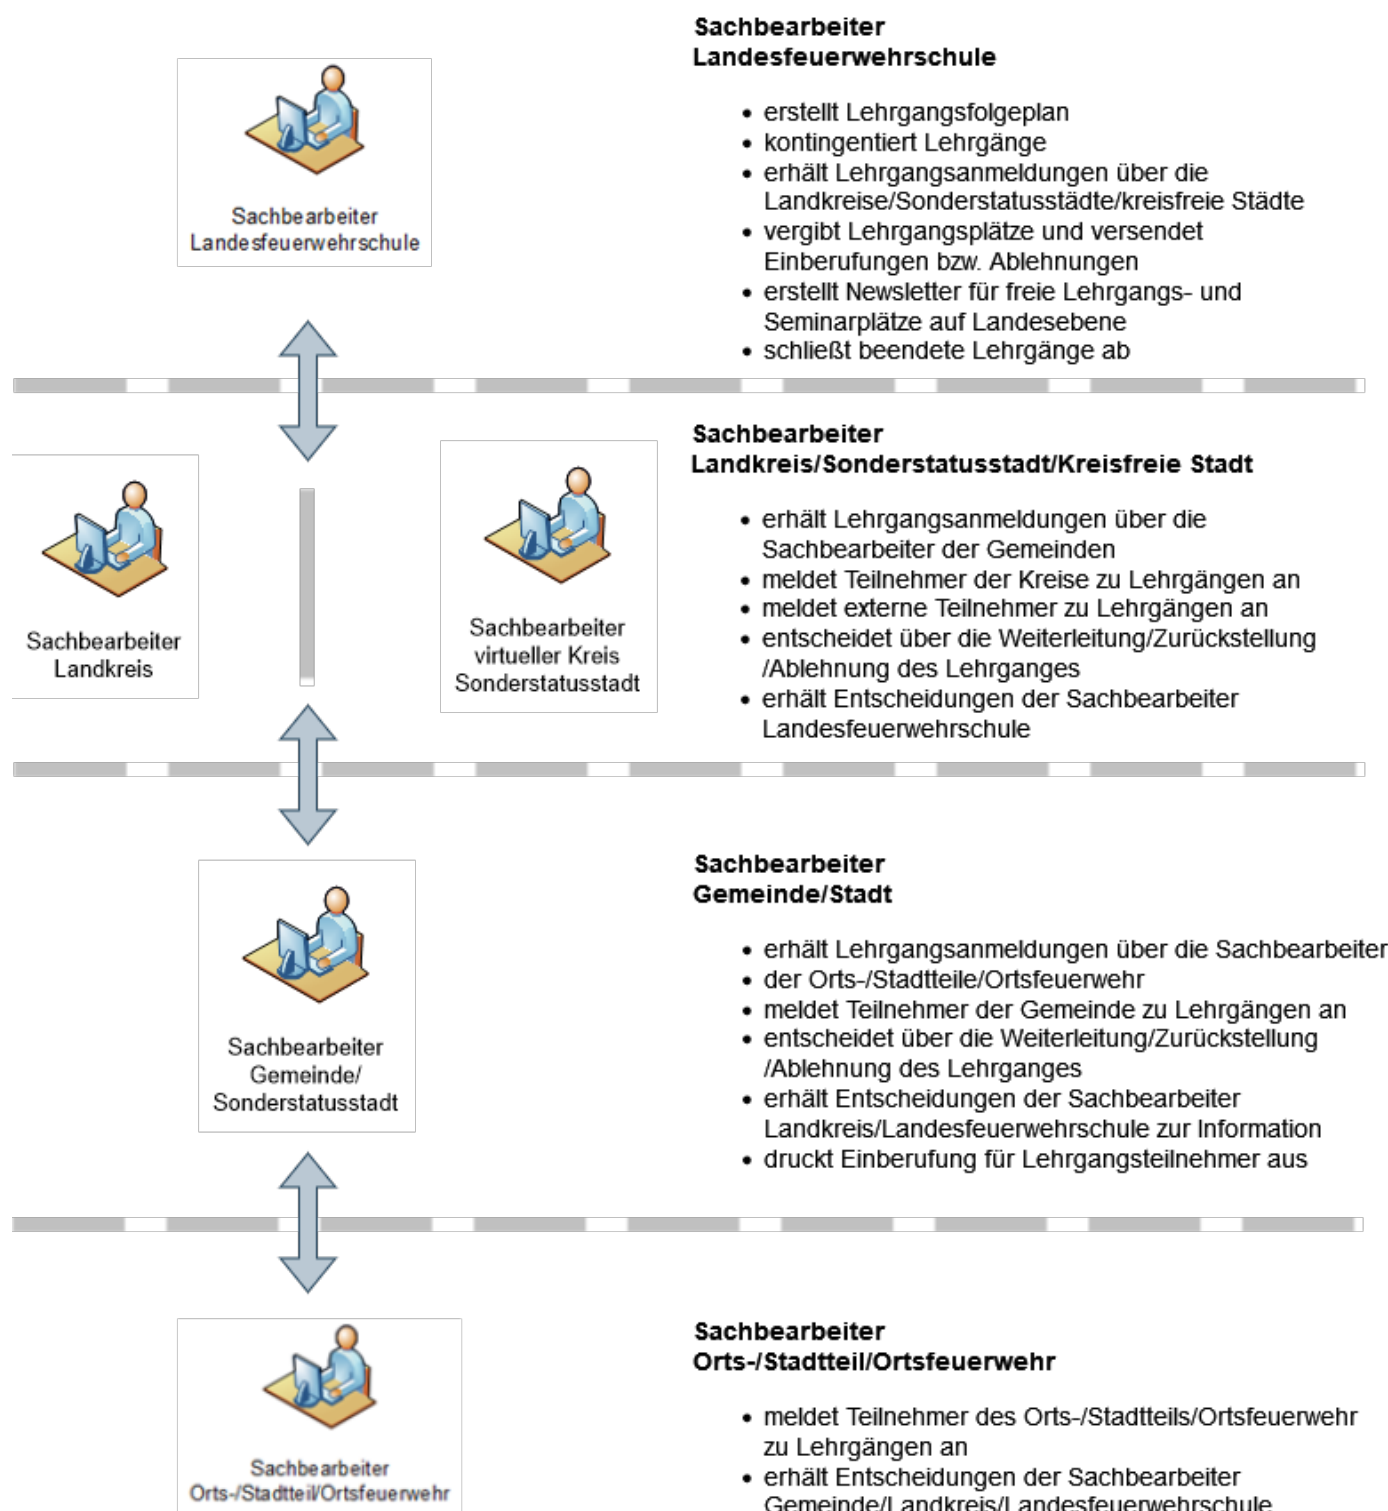 Sachbearbeiter
Landesfeuerwehrschule
Sachbearbeiter
Landesfeuerwehrschule
• erstellt Lehrgangsfolgeplan
• kontingentiert Lehrgänge
• erhält Lehrgangsanmeldungen über die
Landkreise/Sonderstatusstädte/kreisfreie Städte
• vergibt Lehrgangsplätze und versendet
Einberufungen bzw. Ablehnungen
• erstellt Newsletter für freie Lehrgangs- und
Seminarplätze auf Landesebene
• schließt beendete Lehrgänge ab
Sachbearbeiter
Landkreis
Sachbearbeiter
virtueller Kreis
Sonderstatusstadt
Sachbearbeiter
Landkreis/Sonderstatusstadt/Kreisfreie Stadt
• erhält Lehrgangsanmeldungen über die
Sachbearbeiter der Gemeinden
• meldet Teilnehmer der Kreise zu Lehrgängen an
• meldet externe Teilnehmer zu Lehrgängen an
• entscheidet über die Weiterleitung/Zurückstellung
/Ablehnung des Lehrganges
• erhält Entscheidungen der Sachbearbeiter
Landesfeuerwehrschule
Sachbearbeiter
Gemeinde/
Sonderstatusstadt
Sachbearbeiter
Gemeinde/Stadt
• erhält Lehrgangsanmeldungen über die Sachbearbeiter
• der Orts-/Stadtteile/Ortsfeuerwehr
• meldet Teilnehmer der Gemeinde zu Lehrgängen an
• entscheidet über die Weiterleitung/Zurückstellung
/Ablehnung des Lehrganges
• erhält Entscheidungen der Sachbearbeiter
Landkreis/Landesfeuerwehrschule zur Information
• druckt Einberufung für Lehrgangsteilnehmer aus
Sachbearbeiter
Orts-/Stadtteil/Ortsfeuerwehr
Sachbearbeiter
Orts-/Stadtteil/Ortsfeuerwehr
• meldet Teilnehmer des Orts-/Stadtteils/Ortsfeuerwehr
zu Lehrgängen an
• erhält Entscheidungen der Sachbearbeiter
Gemeinde/Landkreis/Landesfeuerwehrschule